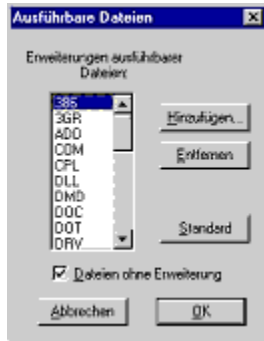 Ausführbare Dateien
Erweiterungen ausführbarer
Dateien:
386
3GR
ADD
COM
CPL
DLL
DMD
DOC
DOT
DRV
Hinzufügen...
Entfernen
Standard
Dateien ohne Erweiterung
Abbrechen
OK